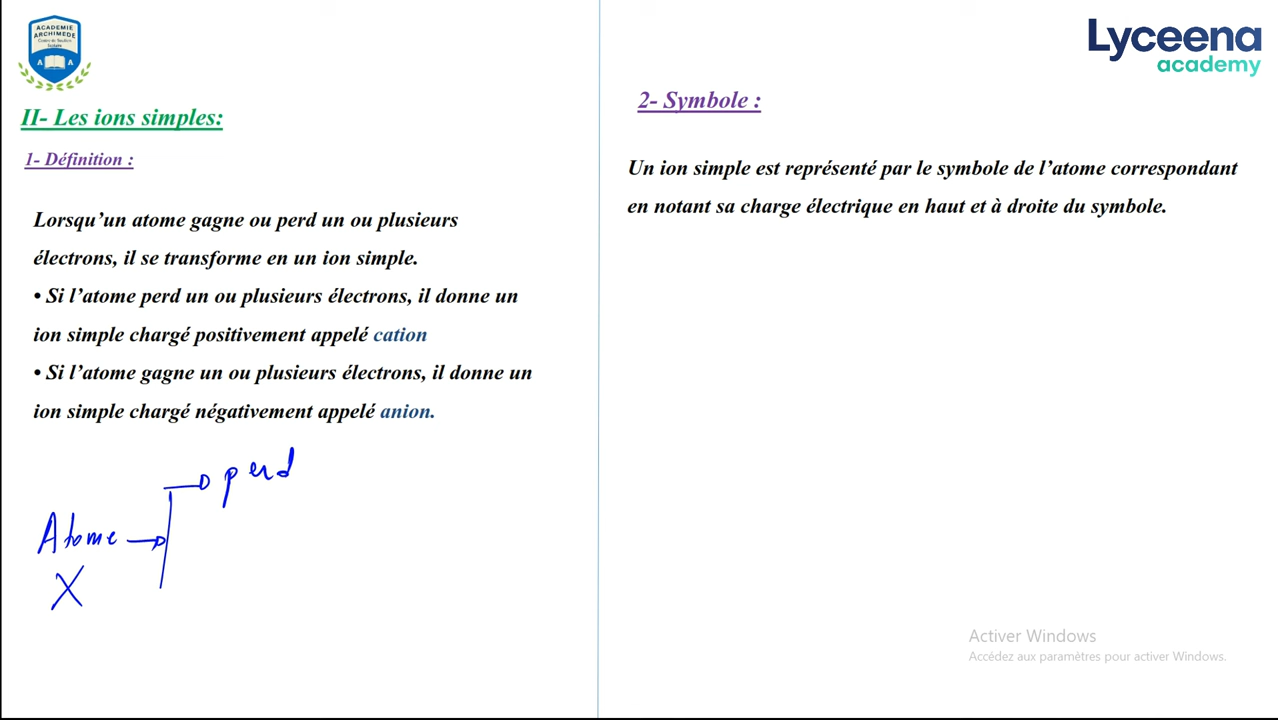 ACADEMIE
ARCHIMEDE
Centre de Soutien
Scolaire
A A
II- Les ions simples:
1- Définition :
Lorsqu’un atome gagne ou perd un ou plusieurs
électrons, il se transforme en un ion simple.
• Si l’atome perd un ou plusieurs électrons, il donne un
ion simple chargé positivement appelé cation
• Si l’atome gagne un ou plusieurs électrons, il donne un
ion simple chargé négativement appelé anion.
perd
Atome
X
Lyceena
academy
2- Symbole :
Un ion simple est représenté par le symbole de l’atome correspondant
en notant sa charge électrique en haut et à droite du symbole.
Activer Windows
Accédez aux paramètres pour activer Windows.